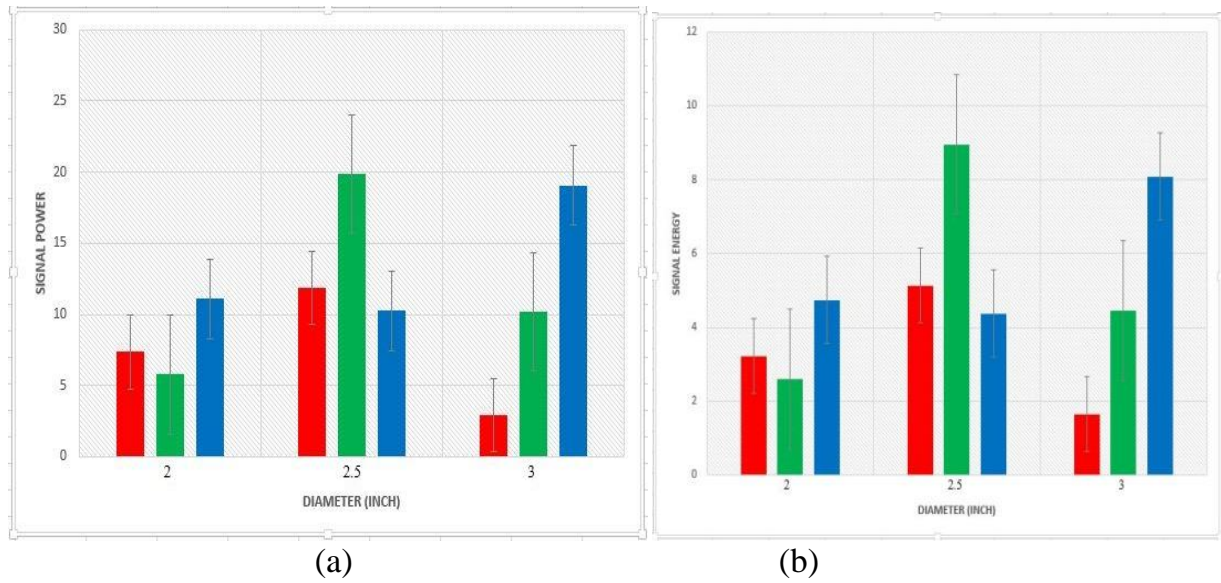 30
25
20
15
10
5
0
SIGNAL POWER
2 2.5 3
DIAMETER (INCH)
(a)
12
10
8
6
4
2
0
SIGNAL ENERGY
2 2.5 3
DIAMETER (INCH)
(b)